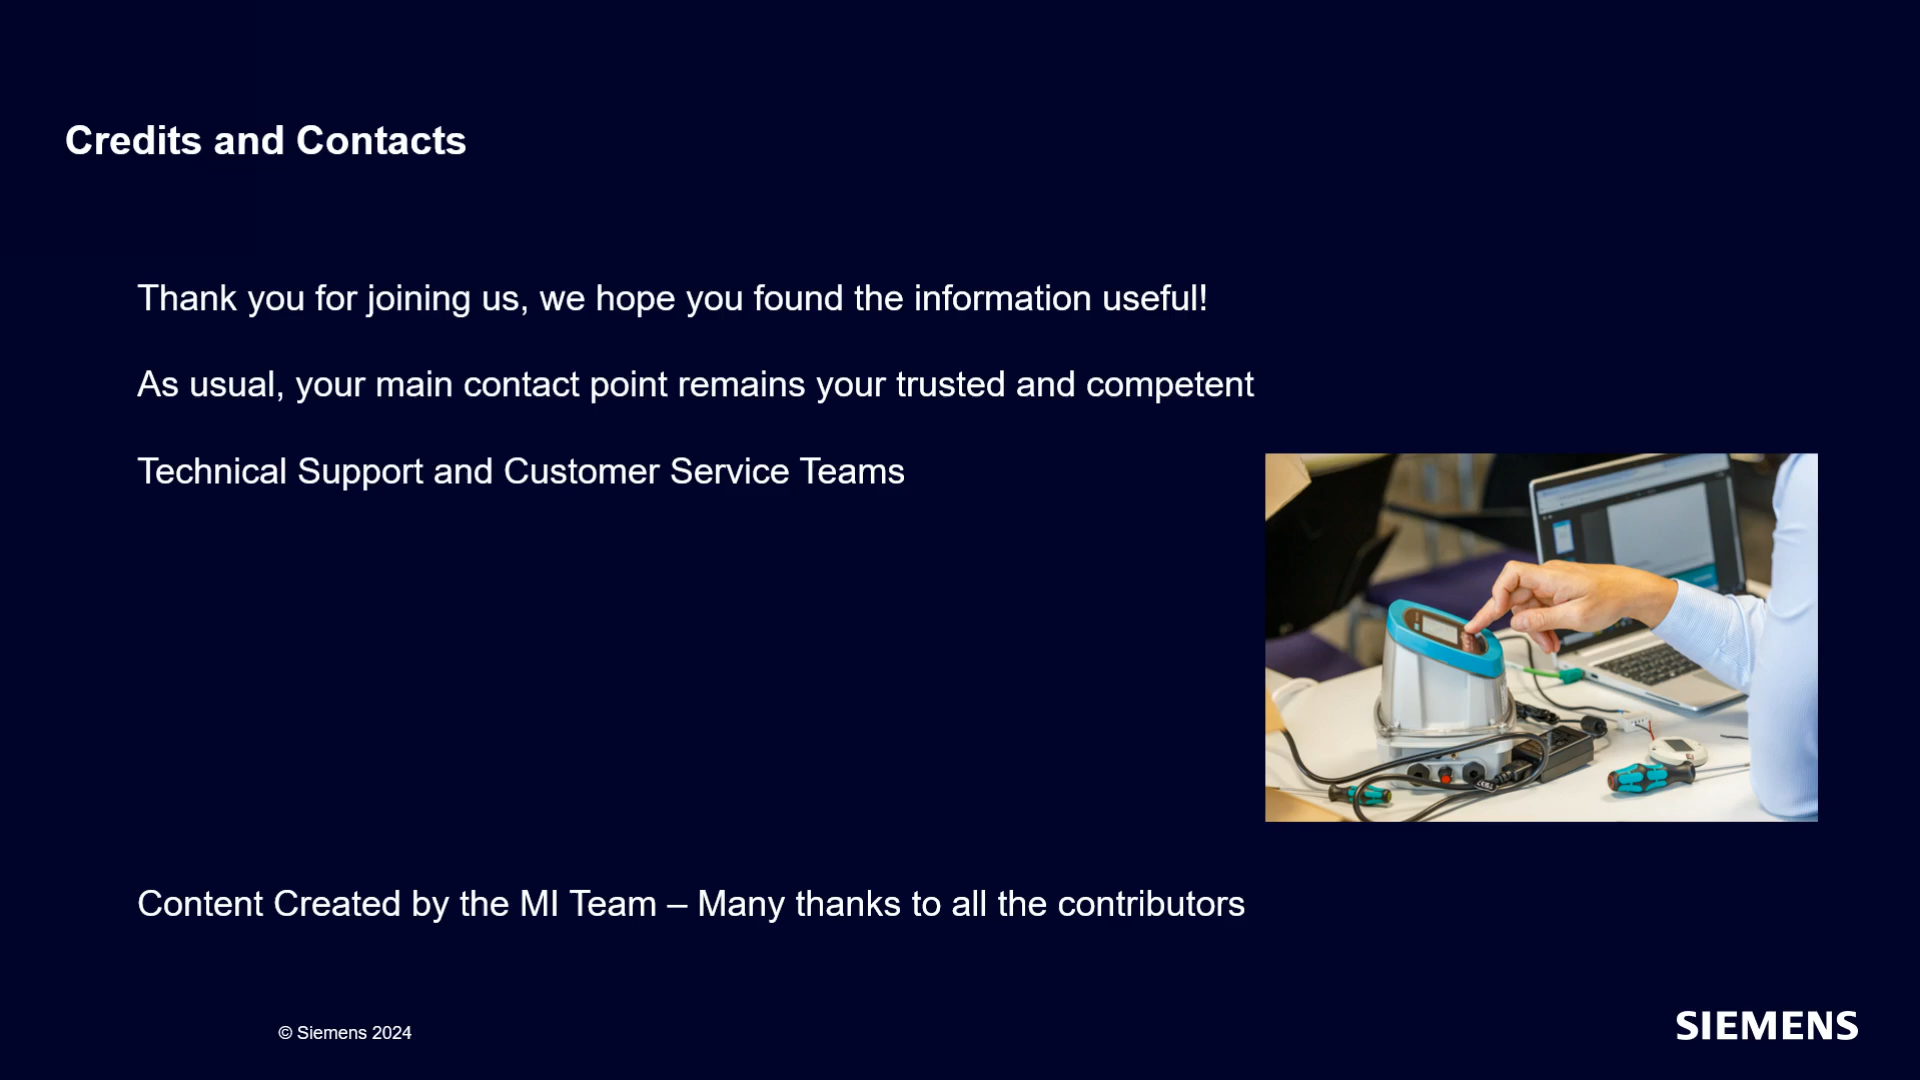 Credits and Contacts
Thank you for joining us, we hope you found the information useful!
As usual, your main contact point remains your trusted and competent
Technical Support and Customer Service Teams
Content Created by the MI Team – Many thanks to all the contributors
© Siemens 2024
SIEMENS